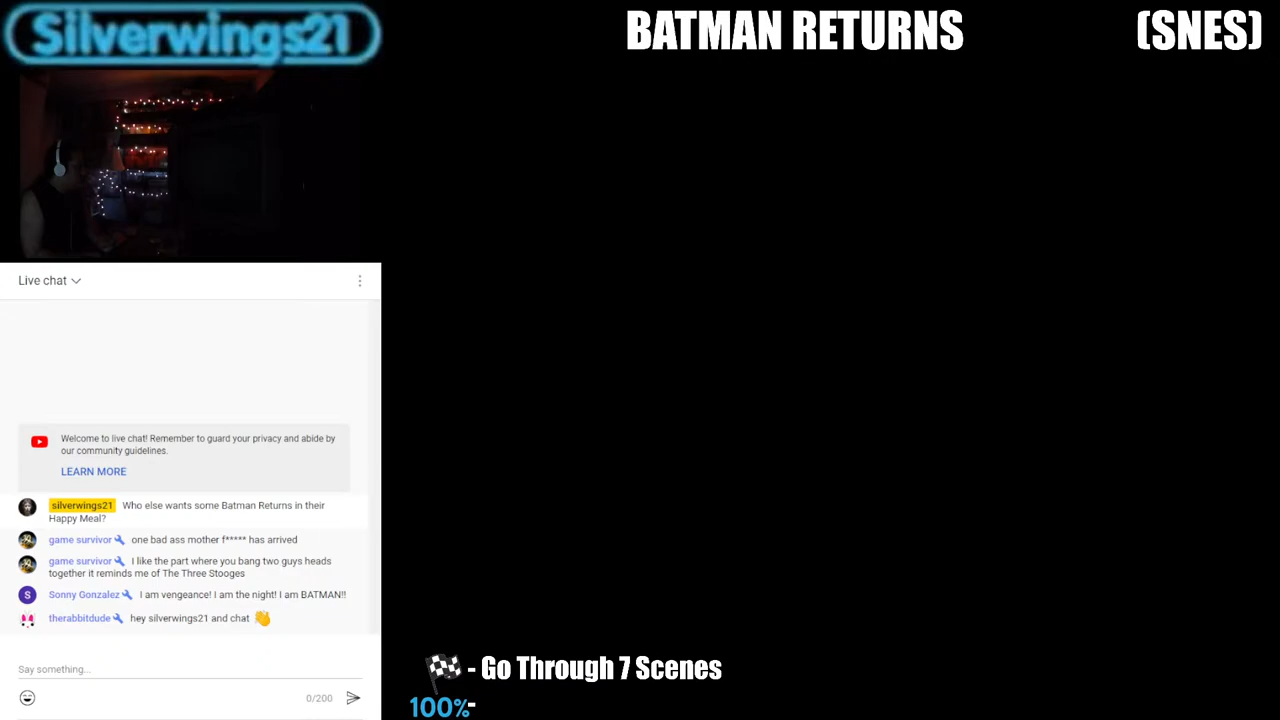 Silverwings21
BATMAN RETURNS
(SNES)
Live chat
Welcome to live chat! Remember to guard your privacy and abide by
our community guidelines.
LEARN MORE
silverwings21 Who else wants some Batman Returns in their
Happy Meal?
game survivor one bad ass mother f***** has arrived
game survivor I like the part where you bang two guys heads
together it reminds me of The Three Stooges
S
Sonny Gonzalez I am vengeance! I am the night! I am BATMAN!!
therabbitdude hey silverwings21 and chat
Say something...
0/200
- Go Through 7 Scenes
100%-